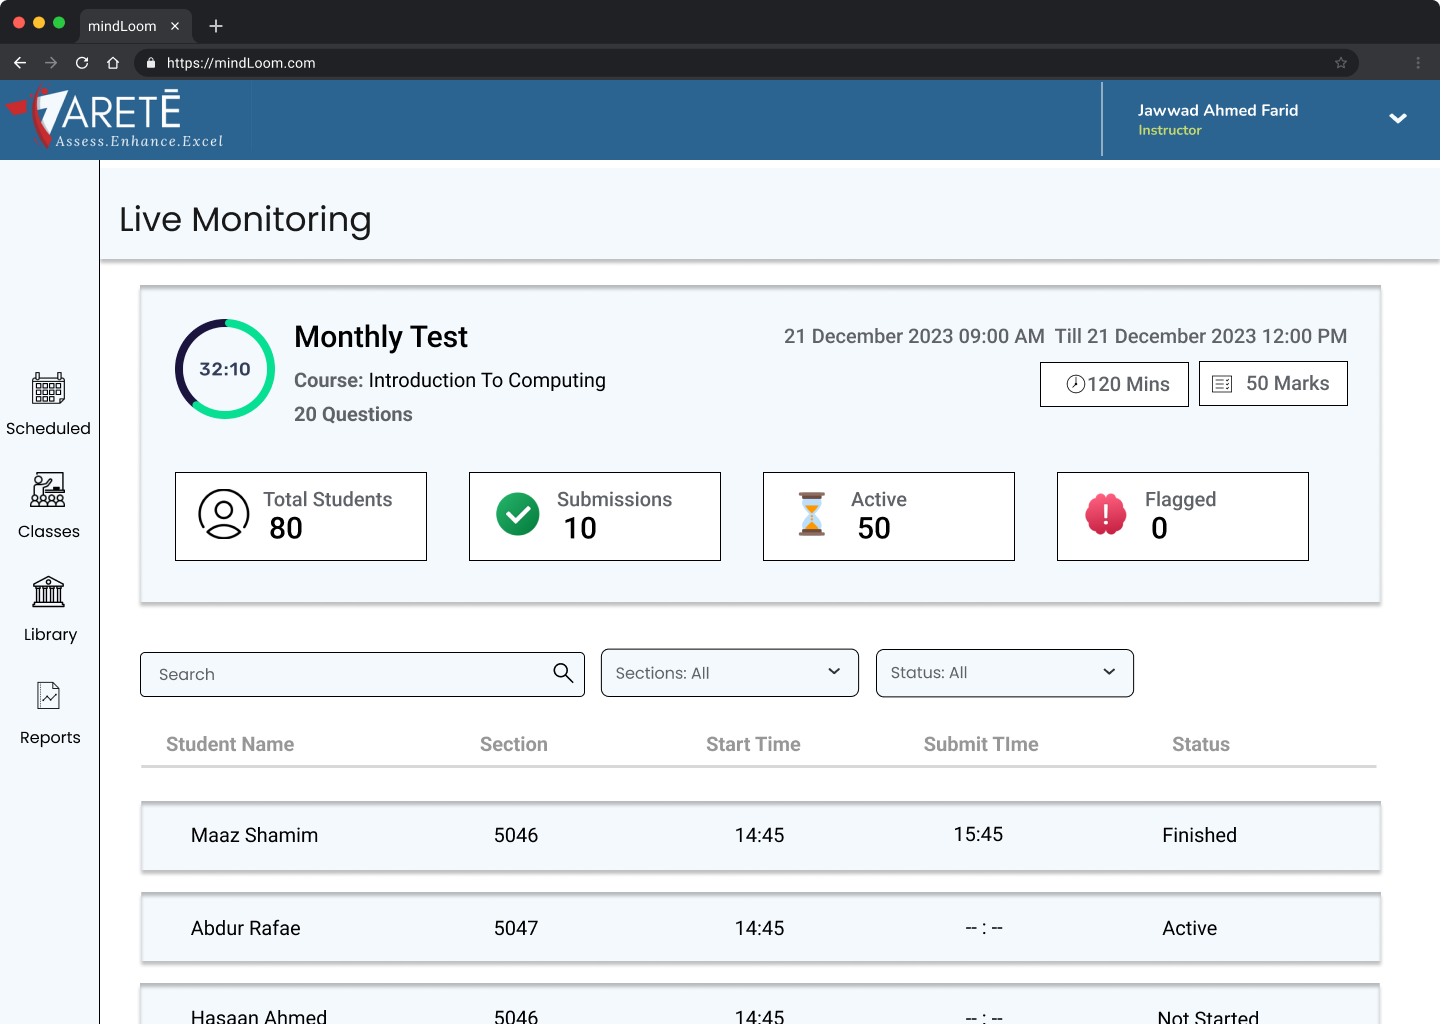 mindLoom
https://mindLoom.com
ARETĒ
Assess.Enhance.Excel
Jawwad Ahmed Farid
Instructor
Live Monitoring
Scheduled
Classes
Library
Reports
32:10
Monthly Test
Course: Introduction To Computing
20 Questions
21 December 2023 09:00 AM Till 21 December 2023 12:00 PM
120 Mins
50 Marks
Total Students
80
Submissions
10
Active
50
Flagged
0
Search
Sections: All
Status: All
Student Name Section Start Time Submit TIme Status
Maaz Shamim 5046 14:45 15:45 Finished
Abdur Rafae 5047 14:45 -- : -- Active
Hasaan Ahmed 5046 14:45 -- : -- Not Started